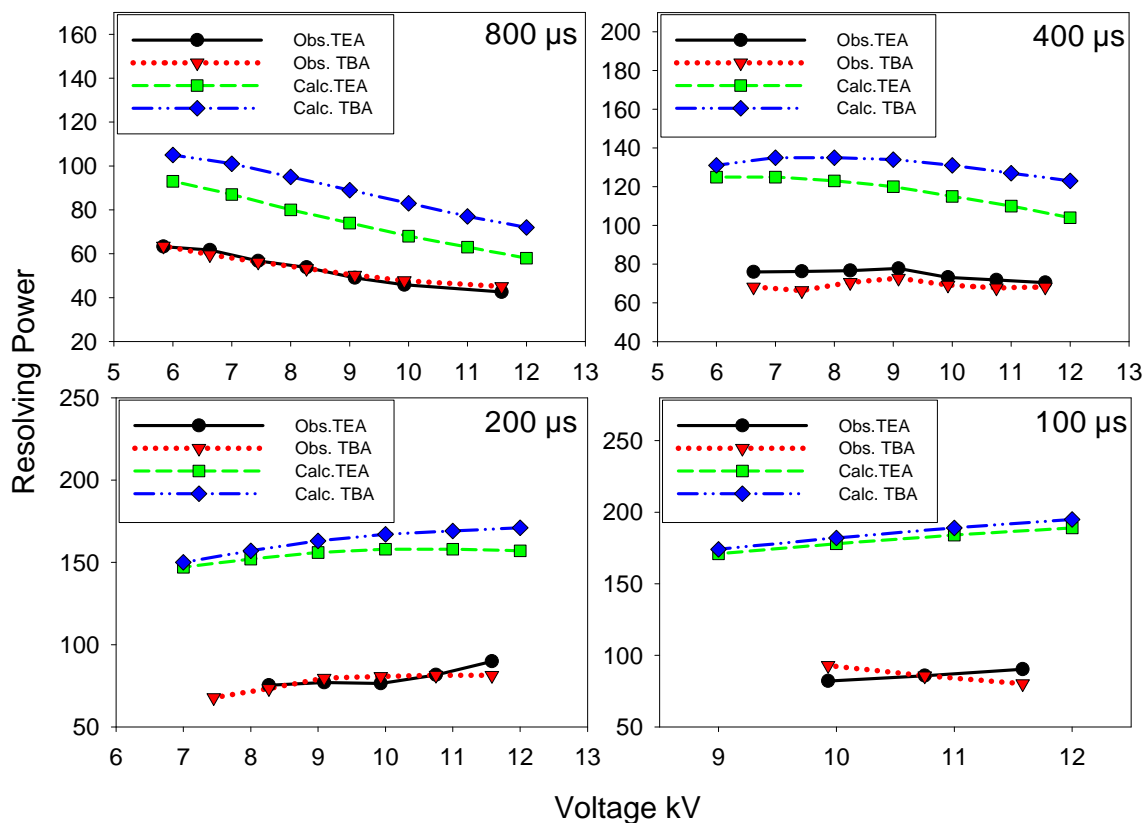 Resolving Power
800 µs
Obs.TEA
Obs. TBA
Calc.TEA
Calc. TBA
160
140
120
100
80
60
40
20
5 6 7 8 9 10 11 12 13
400 µs
Obs.TEA
Obs. TBA
Calc.TEA
Calc. TBA
200
180
160
140
120
100
80
60
40
5 6 7 8 9 10 11 12 13
200 µs
Obs.TEA
Obs. TBA
Calc.TEA
Calc. TBA
250
200
150
100
50
6 7 8 9 10 11 12 13
100 µs
Obs.TEA
Obs. TBA
Calc.TEA
Calc. TBA
250
200
150
100
50
9 10 11 12
Voltage kV